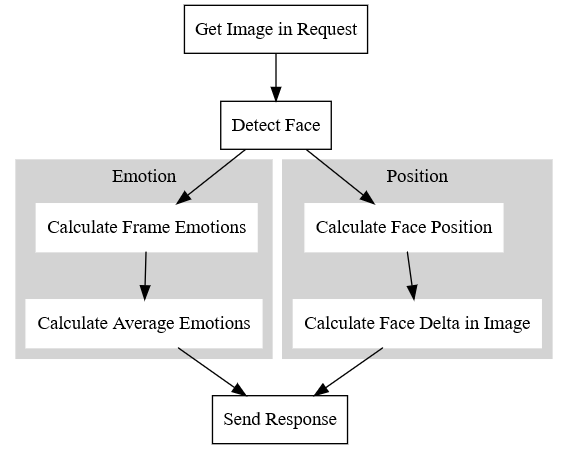 Get Image in Request
Detect Face
Emotion
Position
Calculate Frame Emotions
Calculate Face Position
Calculate Average Emotions
Calculate Face Delta in Image
Send Response